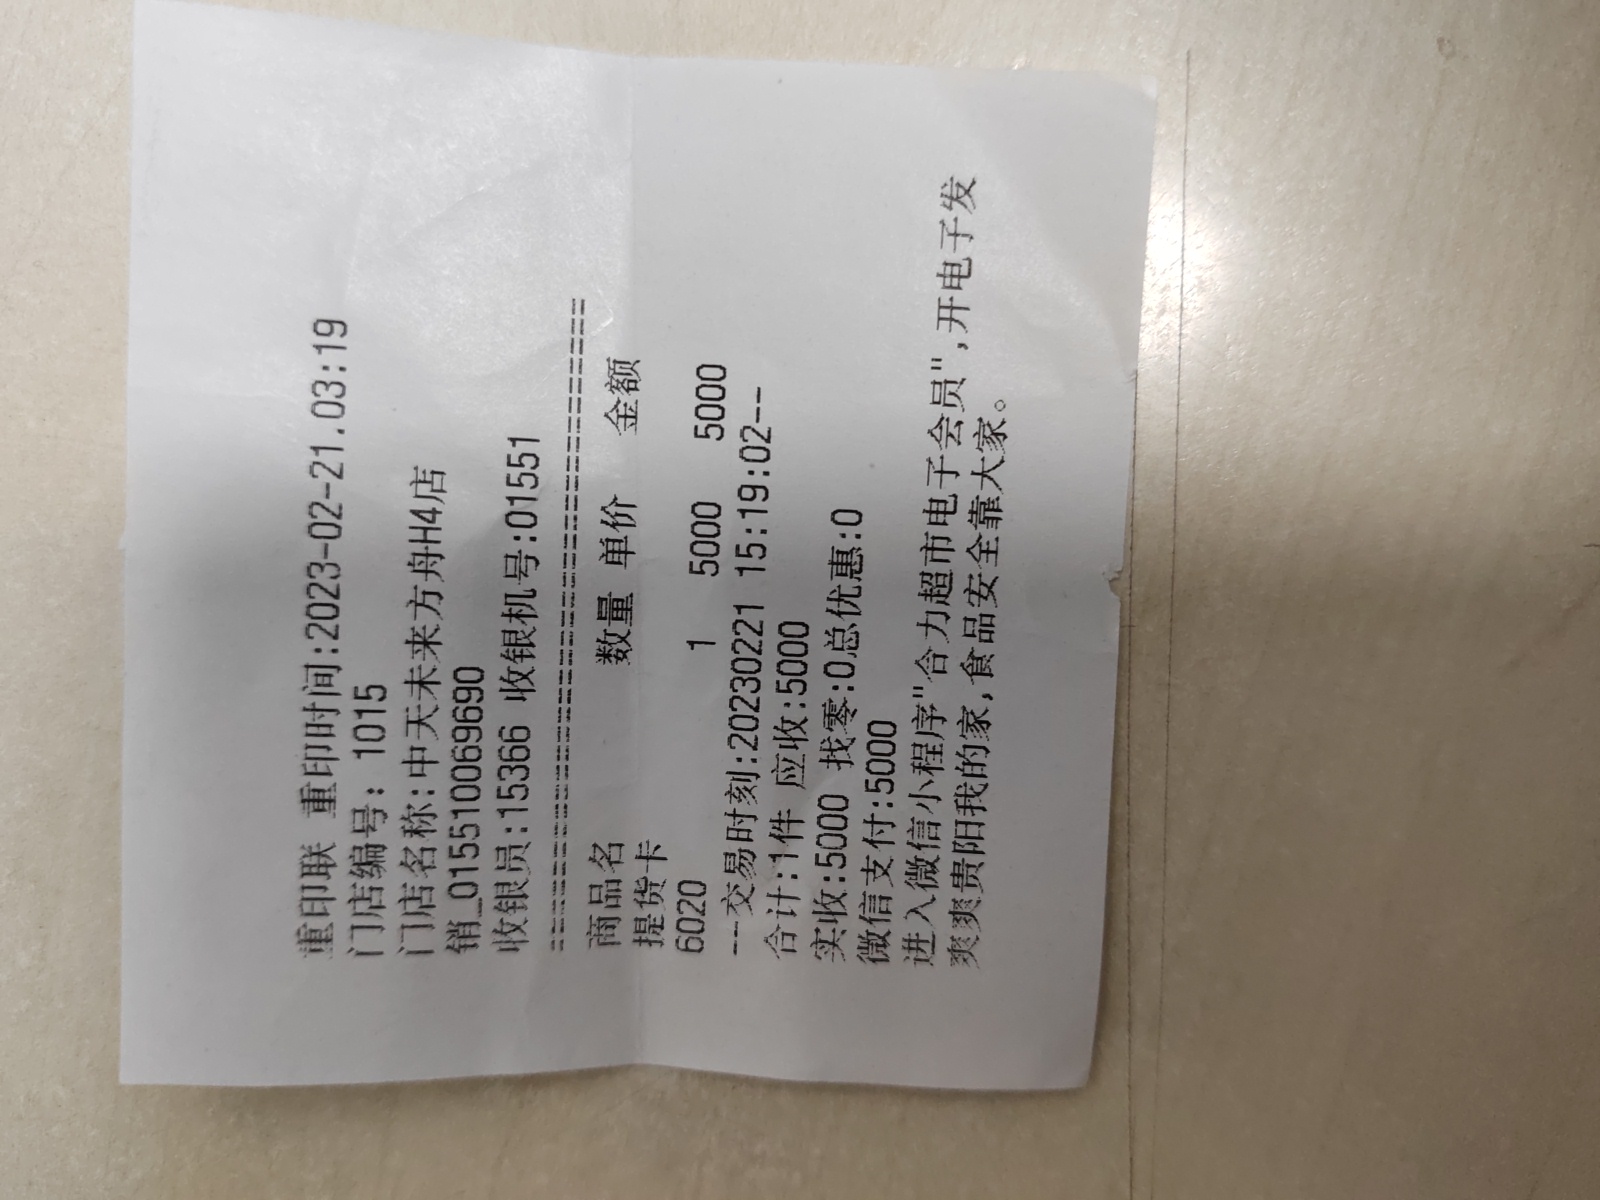 重印联 重印时间:2023-02-21.03:19
门店编号: 1015
门店名称:中天未来方舟H4店
销_015510069690
收银员:15366 收银机号:01551
================================
商品名 数量 单价 金额
提货卡
6020 1 5000 5000
--交易时刻:20230221 15:19:02--
合计:1件 应收:5000
实收:5000 找零:0总优惠:0
微信支付:5000
进入微信小程序"合力超市电子会员",开电子发
爽爽贵阳我的家,食品安全靠大家。